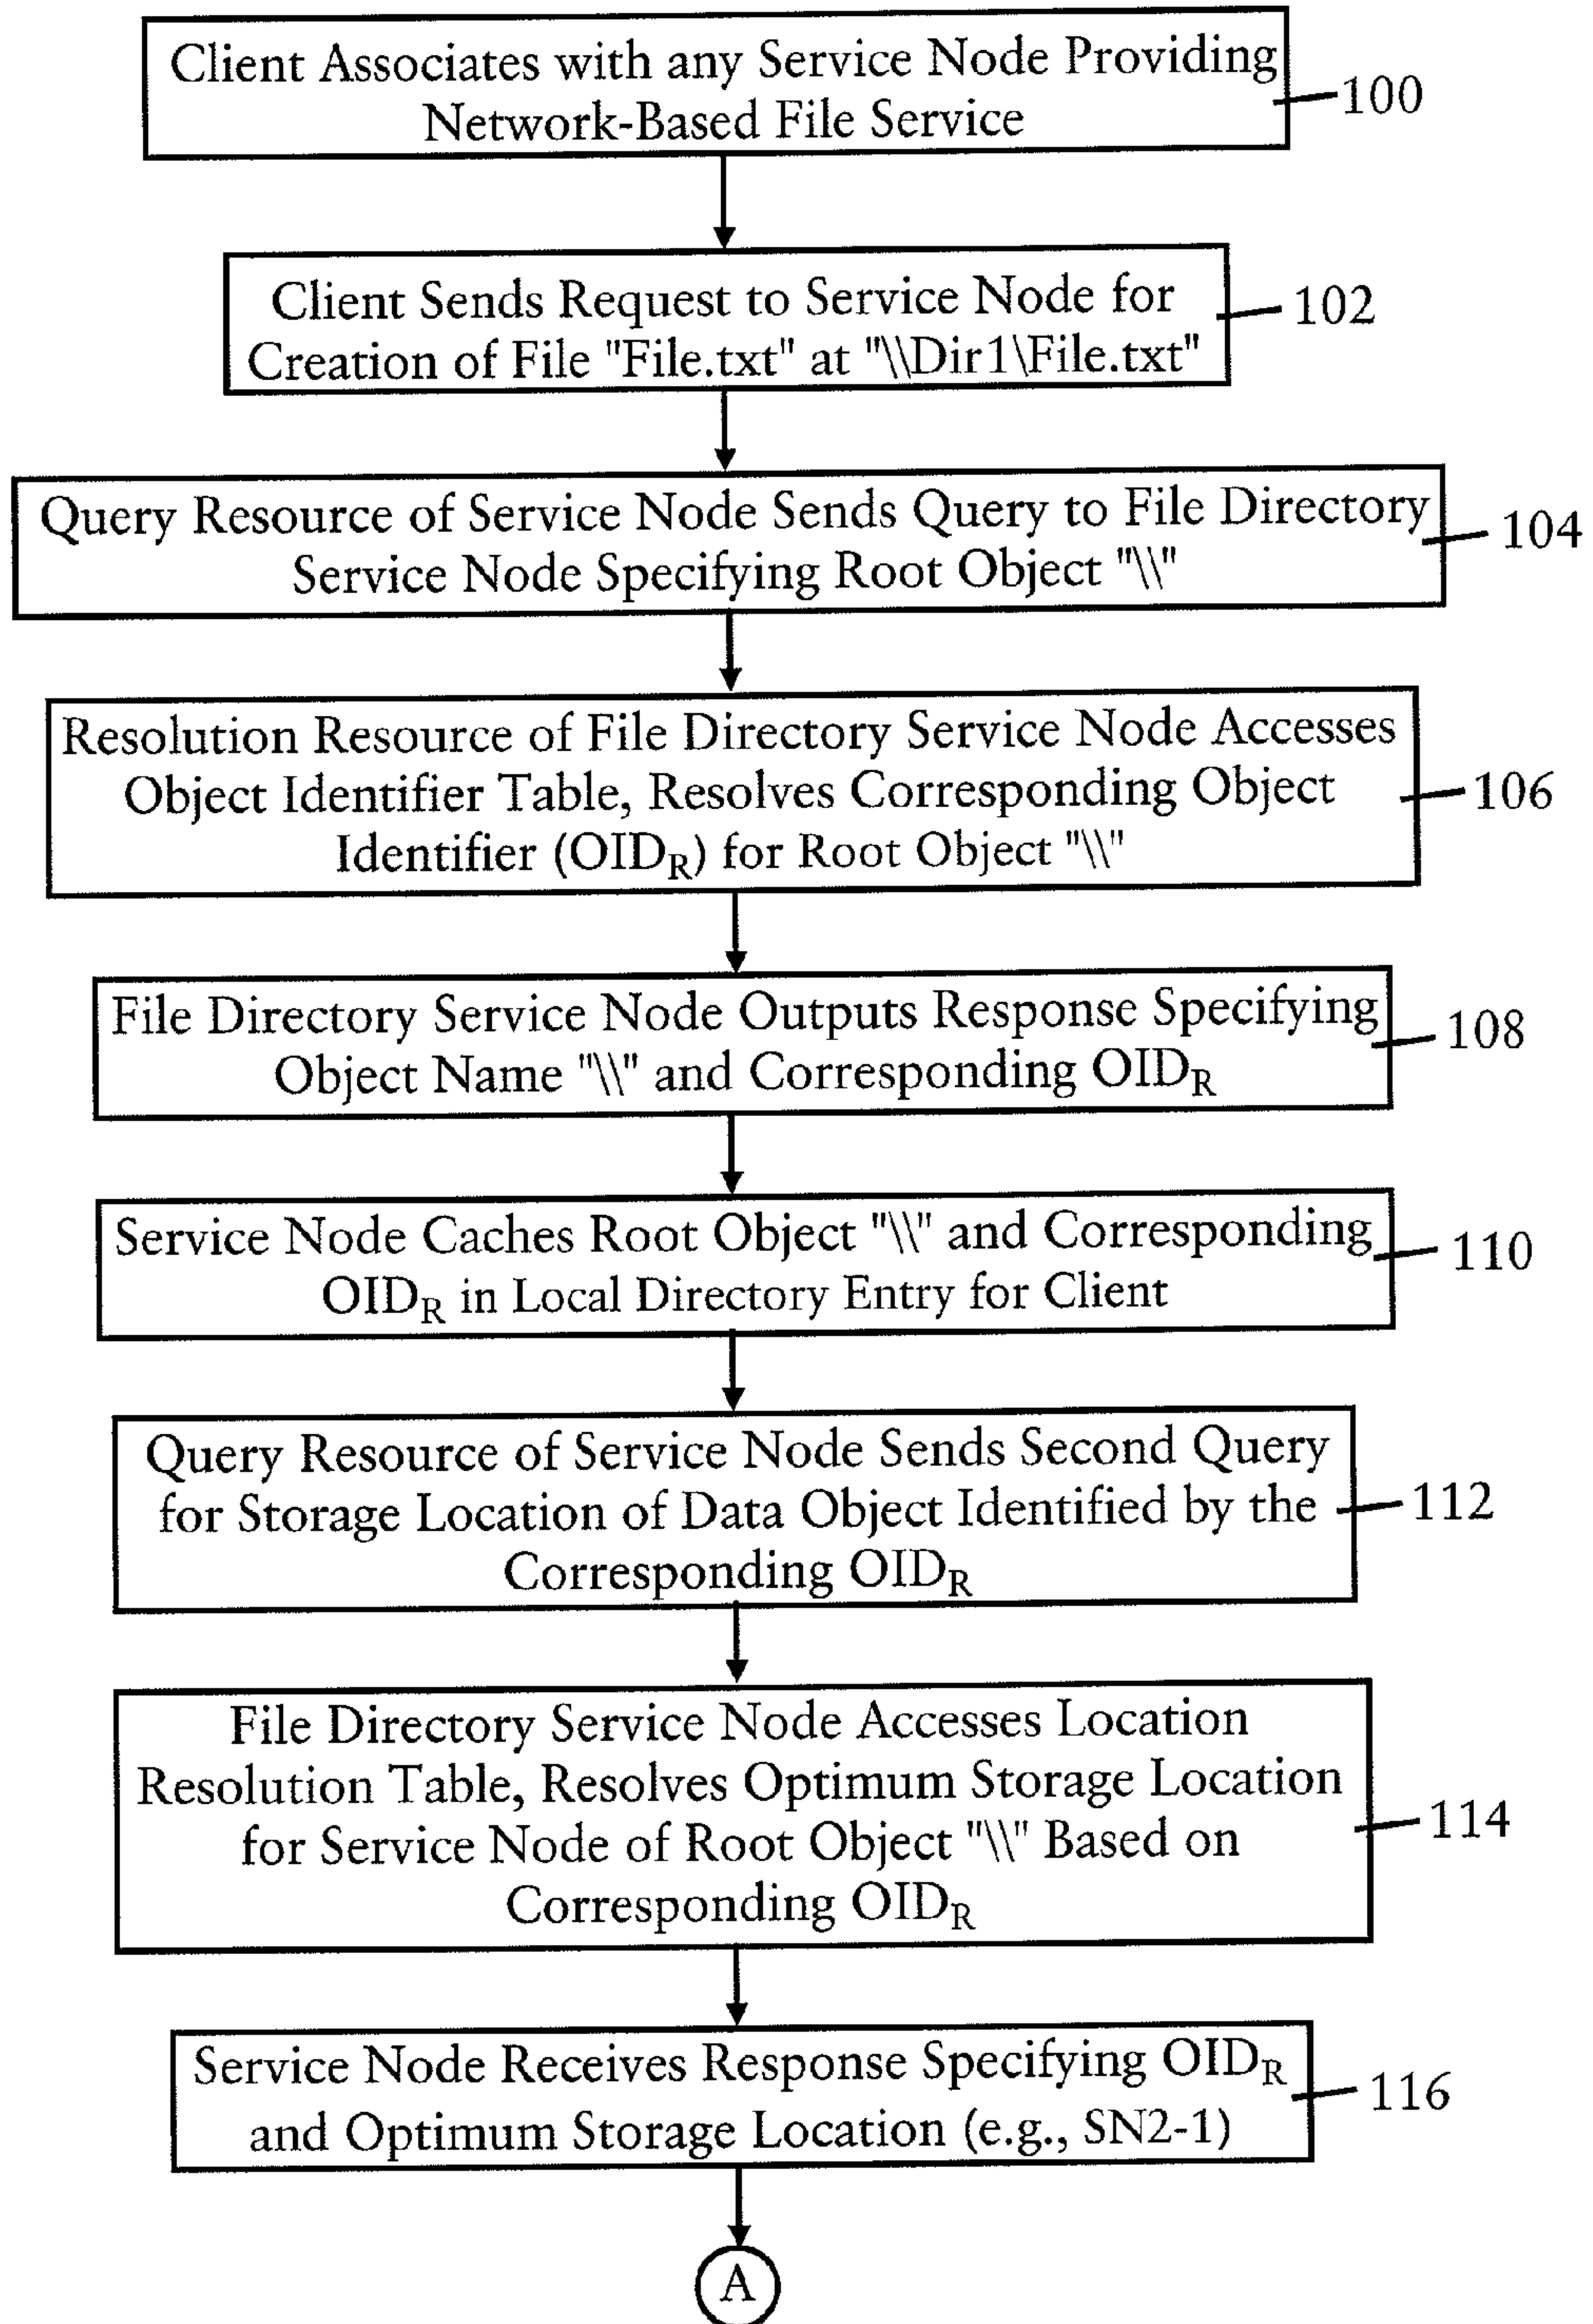 Client Associates with any Service Node Providing
Network-Based File Service
100
Client Sends Request to Service Node for
Creation of File "File.txt" at "\\Dir1\File.txt"
102
Query Resource of Service Node Sends Query to File Directory
Service Node Specifying Root Object "\\"
104
Resolution Resource of File Directory Service Node Accesses
Object Identifier Table, Resolves Corresponding Object
Identifier (OIDR) for Root Object "\\"
106
File Directory Service Node Outputs Response Specifying
Object Name "\\" and Corresponding OIDR
108
Service Node Caches Root Object "\\" and Corresponding
OIDR in Local Directory Entry for Client
110
Query Resource of Service Node Sends Second Query
for Storage Location of Data Object Identified by the
Corresponding OIDR
112
File Directory Service Node Accesses Location
Resolution Table, Resolves Optimum Storage Location
for Service Node of Root Object "\\" Based on
Corresponding OIDR
114
Service Node Receives Response Specifying OIDR
and Optimum Storage Location (e.g., SN2-1)
116
A